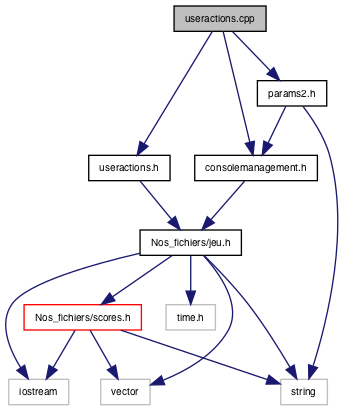 useractions.cpp
params2.h
useractions.h
consolemanagement.h
Nos_fichiers/jeu.h
Nos_fichiers/scores.h
time.h
iostream
vector
string